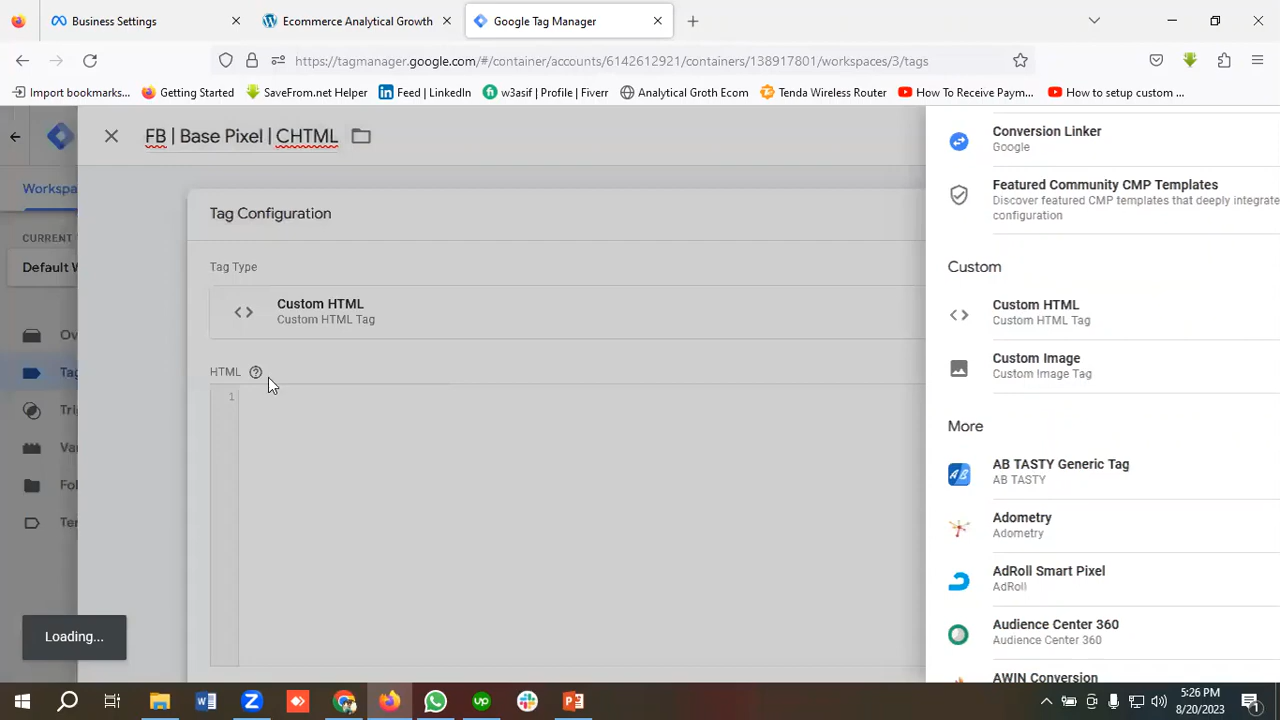 Business Settings
Ecommerce Analytical Growth
Google Tag Manager
https://tagmanager.google.com/#/container/accounts/6142612921/containers/138917801/workspaces/3/tags
Import bookmarks...
Getting Started
SaveFrom.net Helper
Feed | LinkedIn
w3asif | Profile | Fiverr
Analytical Groth Ecom
Tenda Wireless Router
How To Receive Paym...
How to setup custom ...
FB | Base Pixel | CHTML
Workspa
CURRENT
Default W
Ov
Tag
Tri
Va
Fol
Te
Tag Configuration
Tag Type
Custom HTML
Custom HTML Tag
HTML
1
Loading...
Conversion Linker
Google
Featured Community CMP Templates
Discover featured CMP templates that deeply integrate
configuration
Custom
Custom HTML
Custom HTML Tag
Custom Image
Custom Image Tag
More
AB TASTY Generic Tag
AB TASTY
Adometry
Adometry
AdRoll Smart Pixel
AdRoll
Audience Center 360
Audience Center 360
AWIN Conversion
5:26 PM
8/20/2023